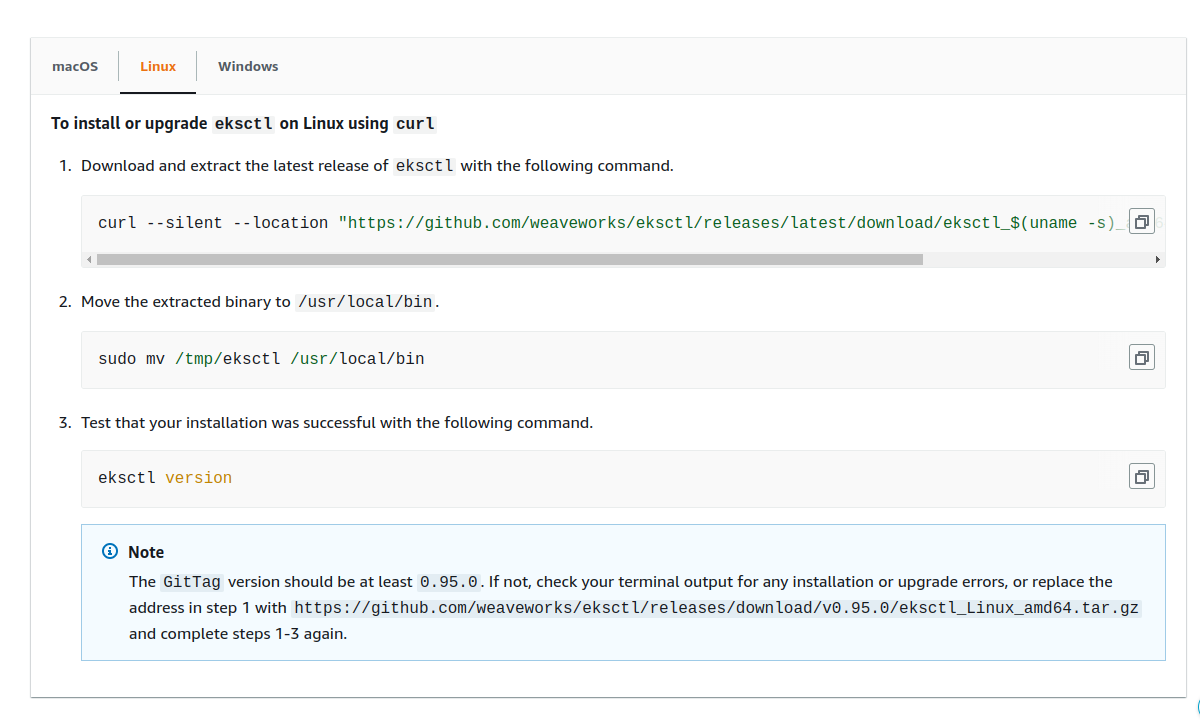 macOS
Linux
Windows
To install or upgrade eksctl on Linux using curl
1. Download and extract the latest release of eksctl with the following command.
curl --silent --location "https://github.com/weaveworks/eksctl/releases/latest/download/eksctl_$(uname -s)_
2. Move the extracted binary to /usr/local/bin.
sudo mv /tmp/eksctl /usr/local/bin
3. Test that your installation was successful with the following command.
eksctl version
Note
The GitTag version should be at least 0.95.0. If not, check your terminal output for any installation or upgrade errors, or replace the
address in step 1 with https://github.com/weaveworks/eksctl/releases/download/v0.95.0/eksctl_Linux_amd64.tar.gz
and complete steps 1-3 again.